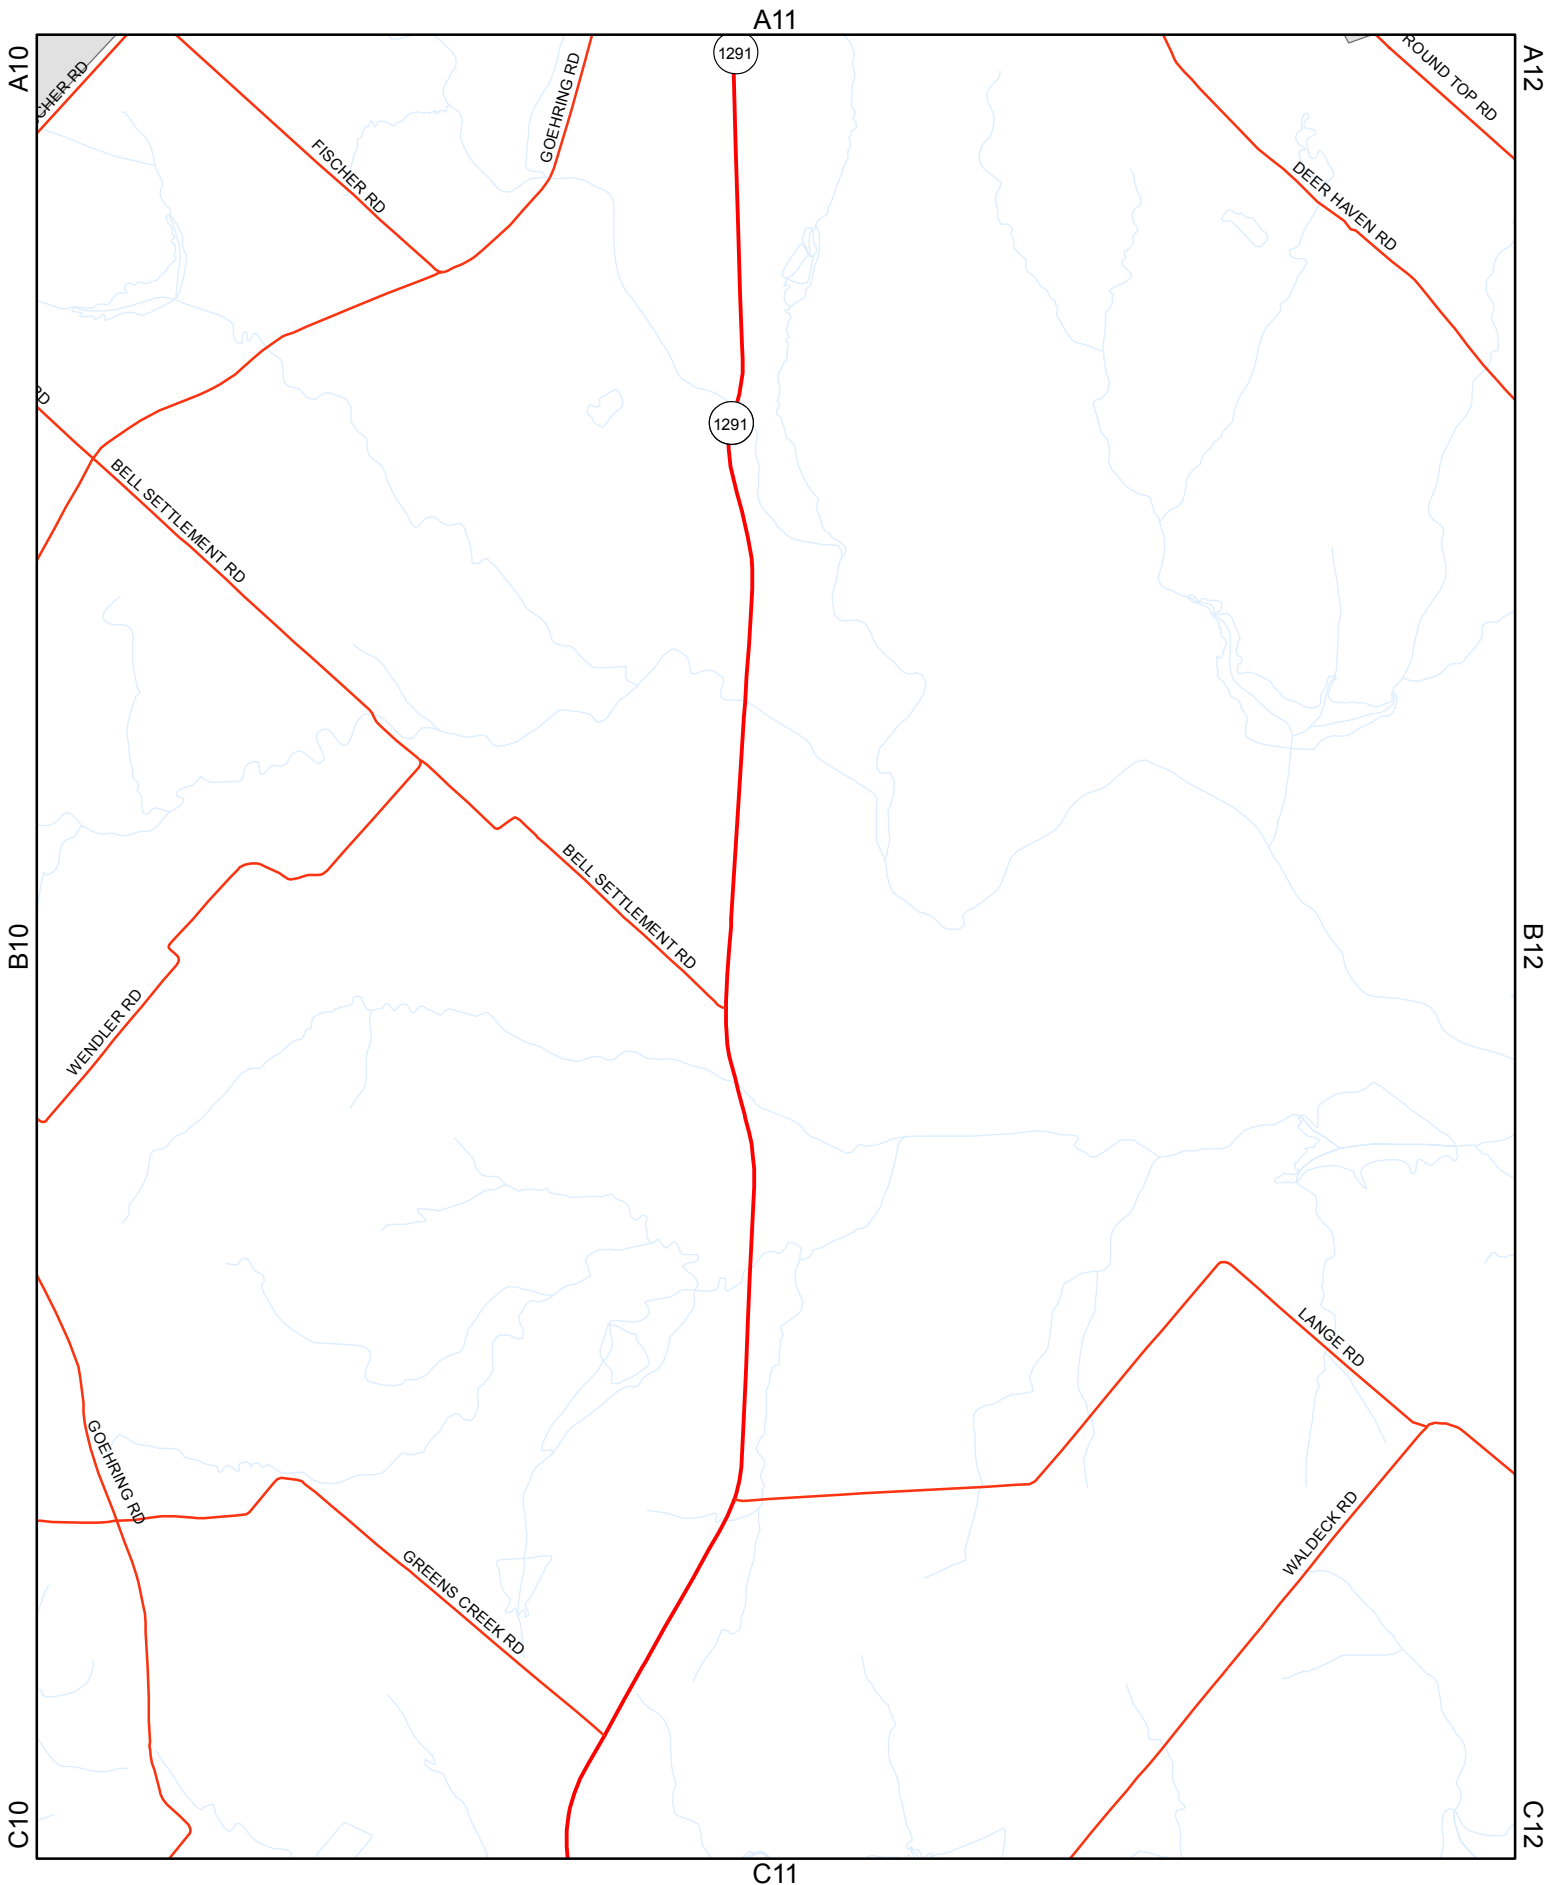 A11
A10
A12
1291
CHER RD
ROUND TOP RD
GOEHRING RD
FISCHER RD
DEER HAVEN RD
RD
1291
BELL SETTLEMENT RD
BELL SETTLEMENT RD
B10
B12
WENDLER RD
LANGE RD
GOEHRING RD
WALDECK RD
GREENS CREEK RD
C10
C12
C11